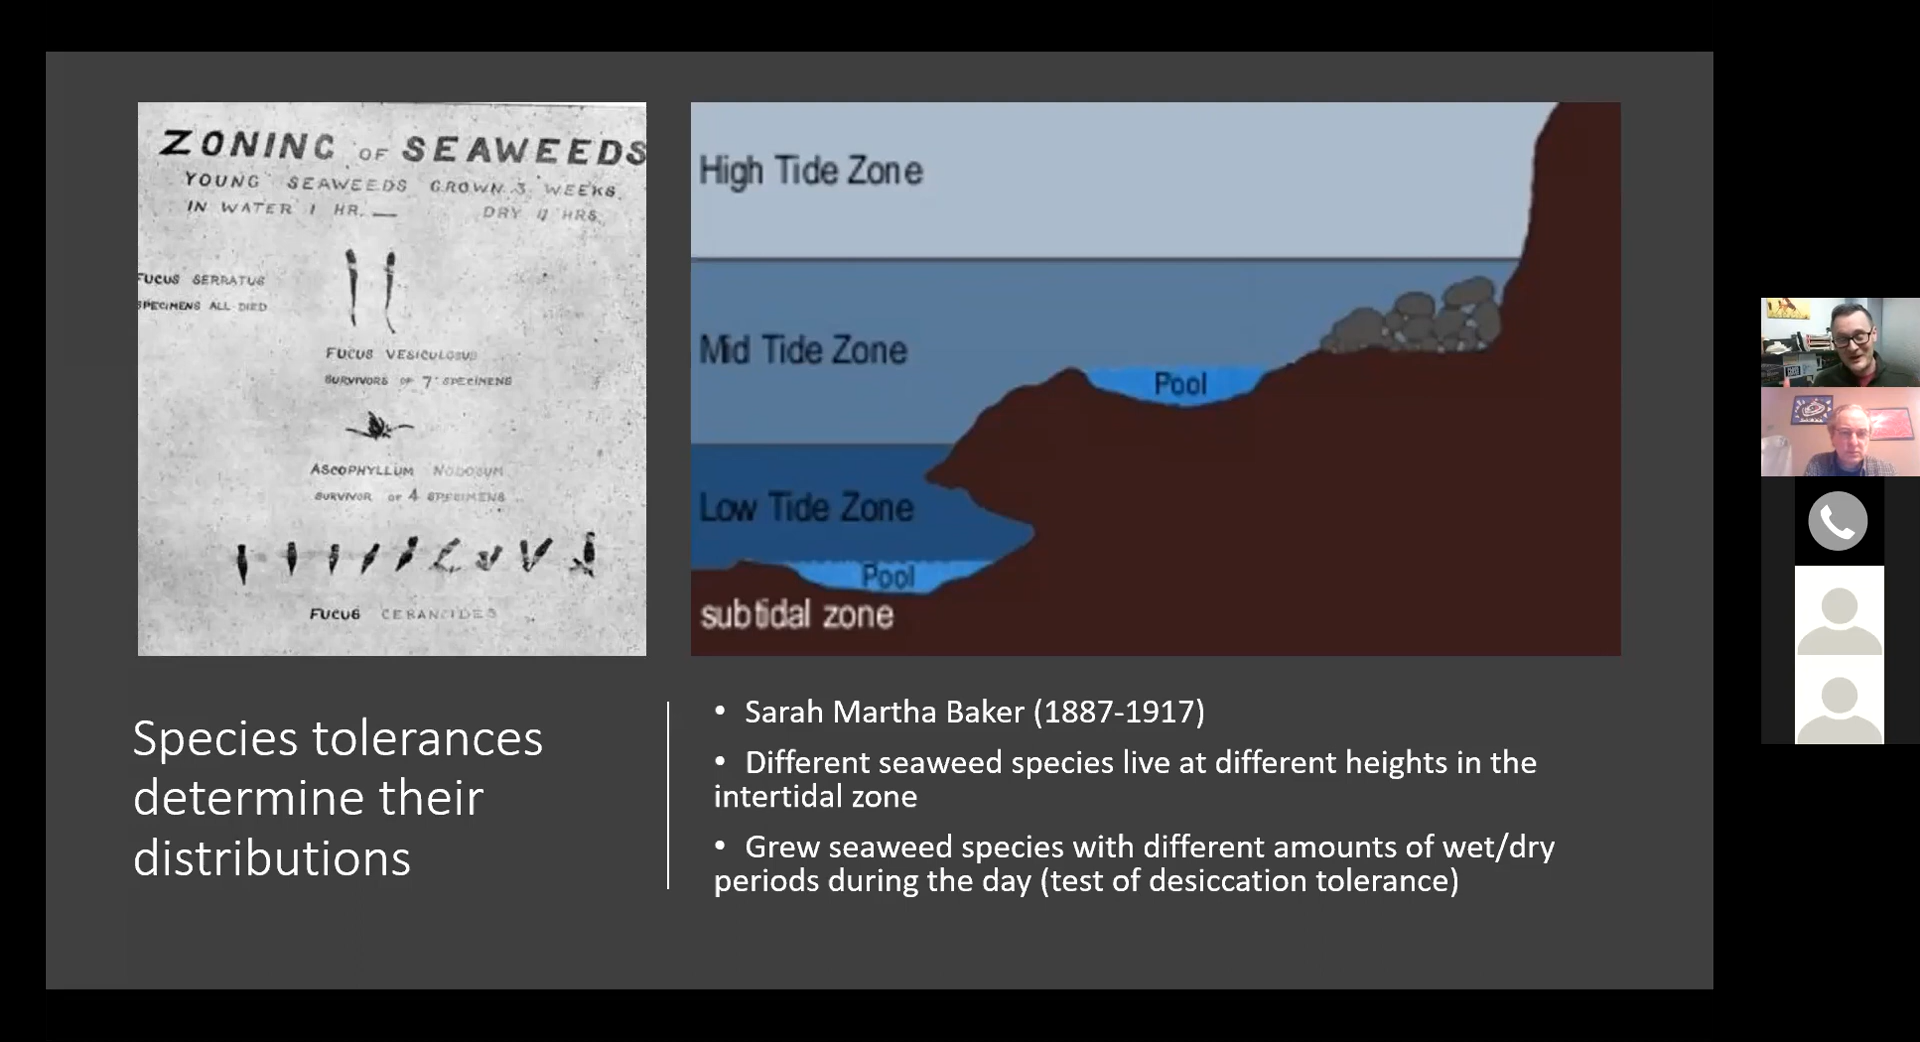 ZONING OF SEAWEEDS
YOUNG SEAWEEDS GROWN 3 WEEKS.
IN WATER 1 HR. — DRY 11 HRS.
FUCUS SERRATUS
SPECIMENS ALL DIED
FUCUS VESICULOSUS
SURVIVORS OF 7 SPECIMENS
ASCOPHYLLUM NODOSUM
SURVIVOR OF 4 SPECIMENS
FUCUS CERANOIDES
High Tide Zone
Mid Tide Zone
Pool
Low Tide Zone
Pool
subtidal zone
Species tolerances
determine their
distributions
• Sarah Martha Baker (1887-1917)
• Different seaweed species live at different heights in the
intertidal zone
• Grew seaweed species with different amounts of wet/dry
periods during the day (test of desiccation tolerance)